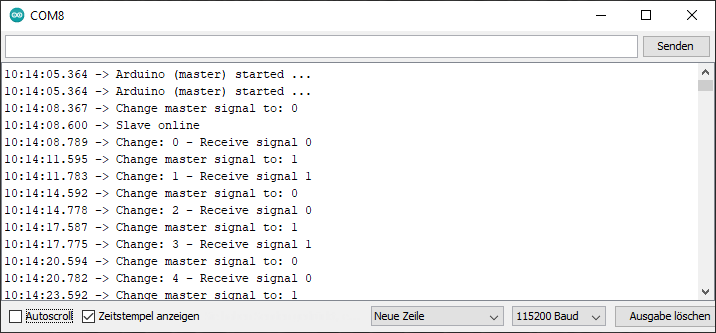 COM8
Senden
10:14:05.364 -> Arduino (master) started ...
10:14:05.364 -> Arduino (master) started ...
10:14:08.367 -> Change master signal to: 0
10:14:08.600 -> Slave online
10:14:08.789 -> Change: 0 - Receive signal 0
10:14:11.595 -> Change master signal to: 1
10:14:11.783 -> Change: 1 - Receive signal 1
10:14:14.592 -> Change master signal to: 0
10:14:14.778 -> Change: 2 - Receive signal 0
10:14:17.587 -> Change master signal to: 1
10:14:17.775 -> Change: 3 - Receive signal 1
10:14:20.594 -> Change master signal to: 0
10:14:20.782 -> Change: 4 - Receive signal 0
10:14:23.592 -> Change master signal to: 1
Autoscroll Zeitstempel anzeigen Neue Zeile 115200 Baud Ausgabe löschen